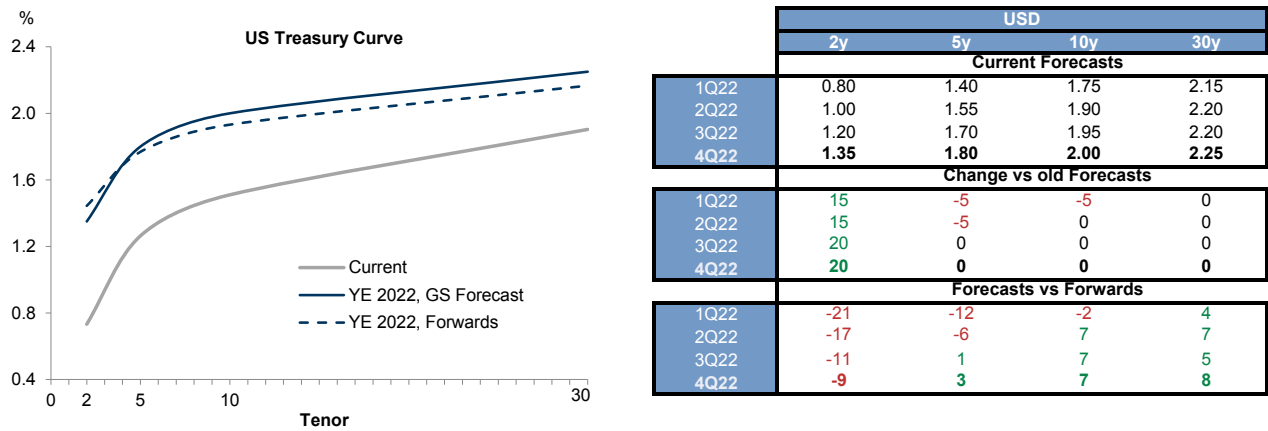 %
US Treasury Curve
2.4
2.0
1.6
1.2
0.8
0.4
0 2 5 10 30
Tenor
Current
YE 2022, GS Forecast
YE 2022, Forwards
USD
2y 5y 10y 30y
Current Forecasts
1Q22 0.80 1.40 1.75 2.15
2Q22 1.00 1.55 1.90 2.20
3Q22 1.20 1.70 1.95 2.20
4Q22 1.35 1.80 2.00 2.25
Change vs old Forecasts
1Q22 15 -5 -5 0
2Q22 15 -5 0 0
3Q22 20 0 0 0
4Q22 20 0 0 0
Forecasts vs Forwards
1Q22 -21 -12 -2 4
2Q22 -17 -6 7 7
3Q22 -11 1 7 5
4Q22 -9 3 7 8